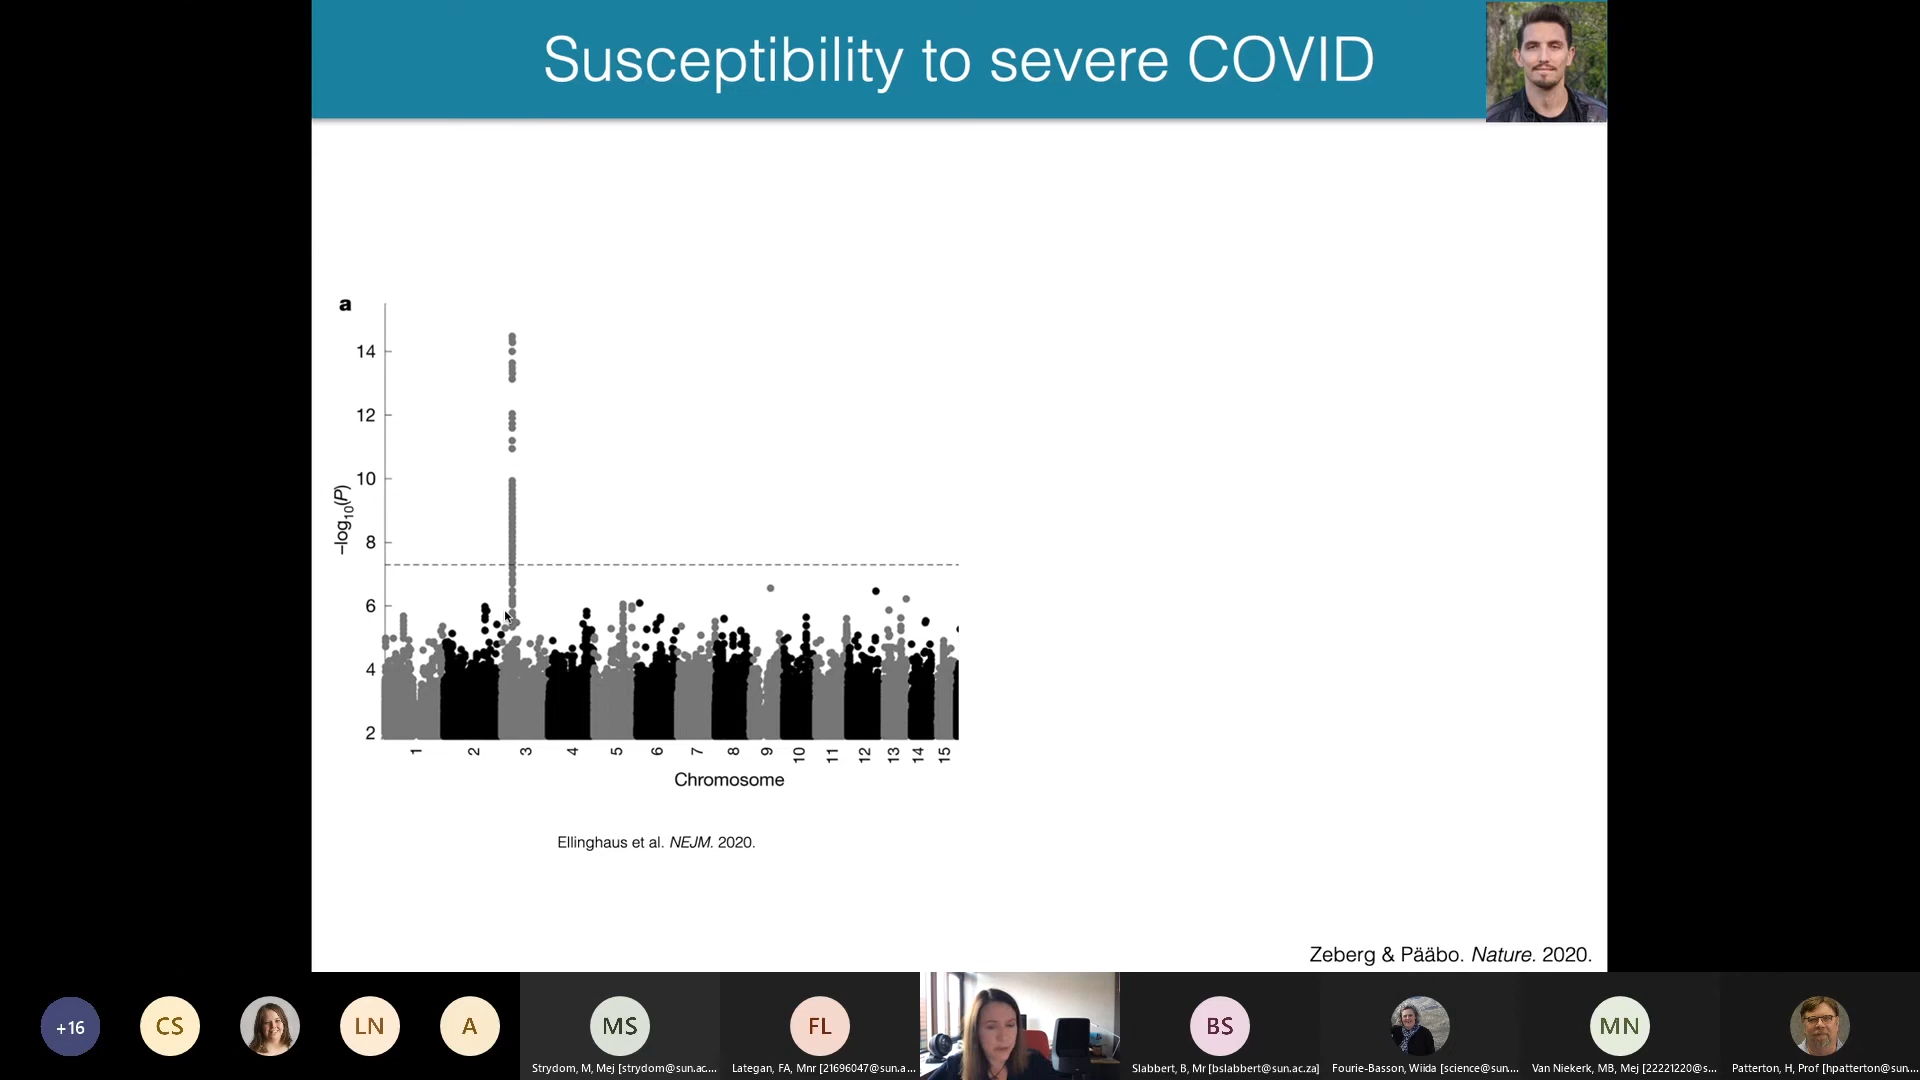 Susceptibility to severe COVID
a
14
12
10
8
6
4
2
–log10(P)
1 2 3 4 5 6 7 8 9 10 11 12 13 14 15
Chromosome
Ellinghaus et al. NEJM. 2020.
Zeberg & Pääbo. Nature. 2020.
+16
CS
LN
A
MS
FL
BS
MN
Strydom, M, Mej [strydom@sun.ac....
Lategan, FA, Mnr [21696047@sun.a...
Slabbert, B, Mr [bslabbert@sun.ac.za]
Fourie-Basson, Wiida [science@sun....
Van Niekerk, MB, Mej [22221220@s...
Patterton, H, Prof [hpatterton@sun....